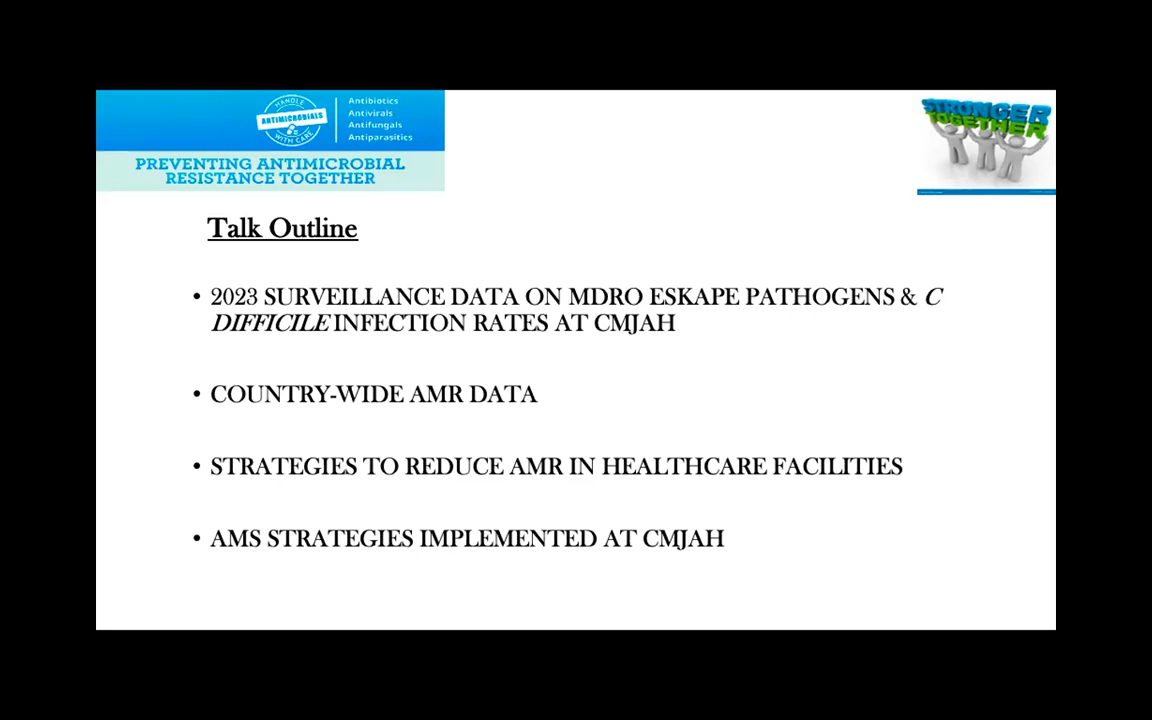 HANDLE
ANTIMICROBIALS
WITH CARE
Antibiotics
Antivirals
Antifungals
Antiparasitics
PREVENTING ANTIMICROBIAL
RESISTANCE TOGETHER
STRONGER
TOGETHER
Talk Outline
• 2023 SURVEILLANCE DATA ON MDRO ESKAPE PATHOGENS & C
DIFFICILE INFECTION RATES AT CMJAH
• COUNTRY-WIDE AMR DATA
• STRATEGIES TO REDUCE AMR IN HEALTHCARE FACILITIES
• AMS STRATEGIES IMPLEMENTED AT CMJAH